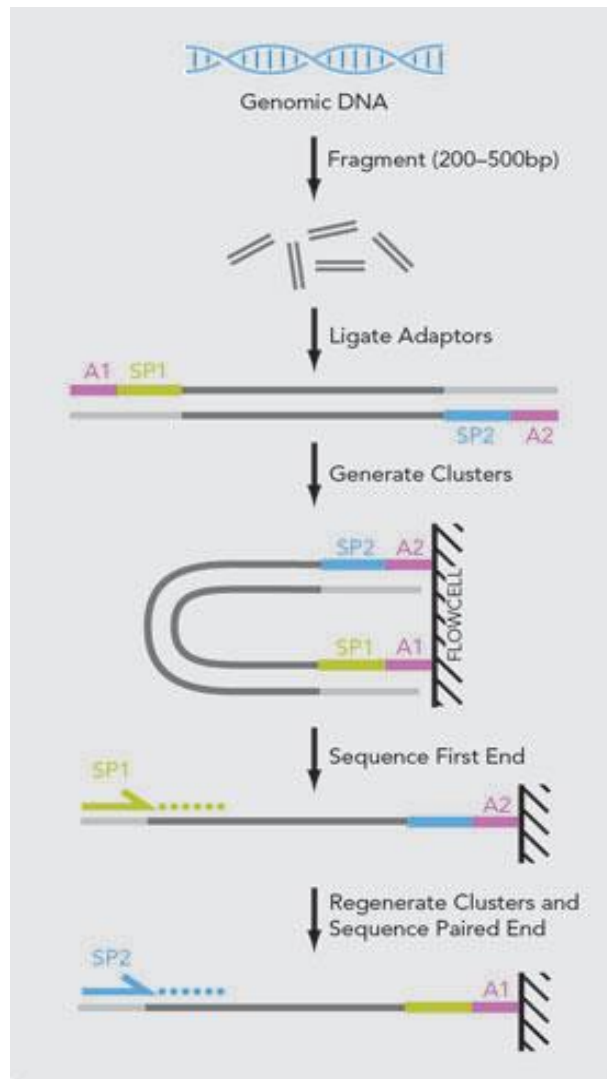 Genomic DNA
Fragment (200–500bp)
Ligate Adaptors
A1 SP1
SP2 A2
Generate Clusters
SP2 A2
FLOWCELL
SP1 A1
Sequence First End
SP1
A2
Regenerate Clusters and
Sequence Paired End
SP2
A1